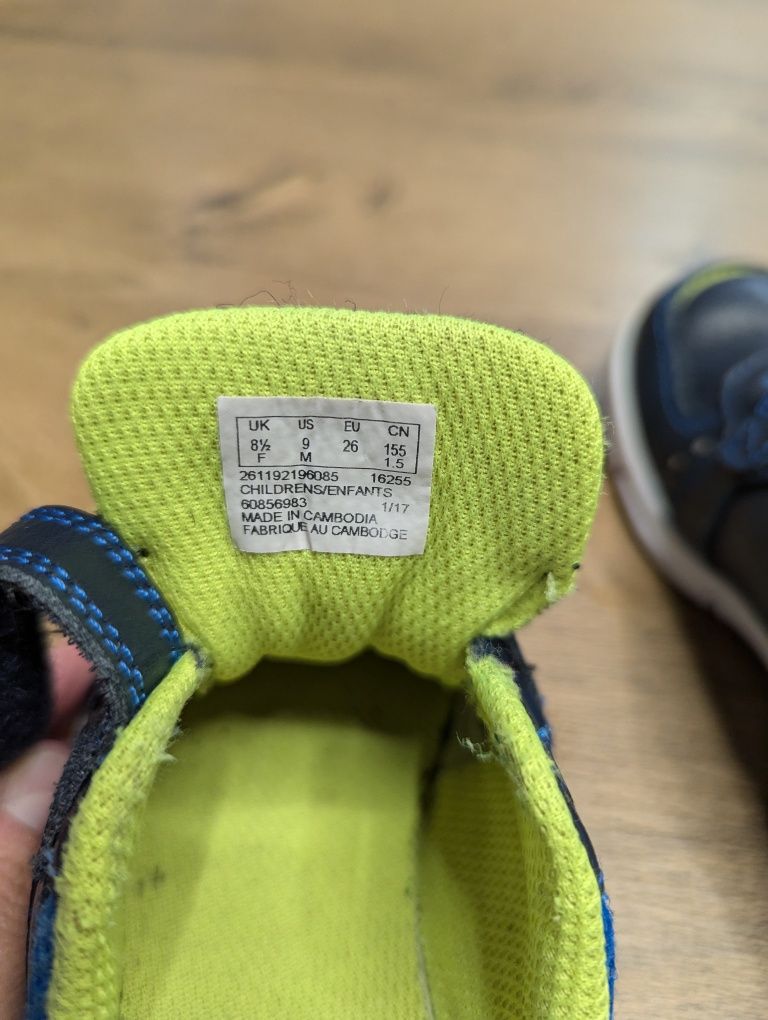 UK US EU CN
8½ 9 26 155
F M 1.5
261192196085 16255
CHILDRENS/ENFANTS
60856983 1/17
MADE IN CAMBODIA
FABRIQUE AU CAMBODGE